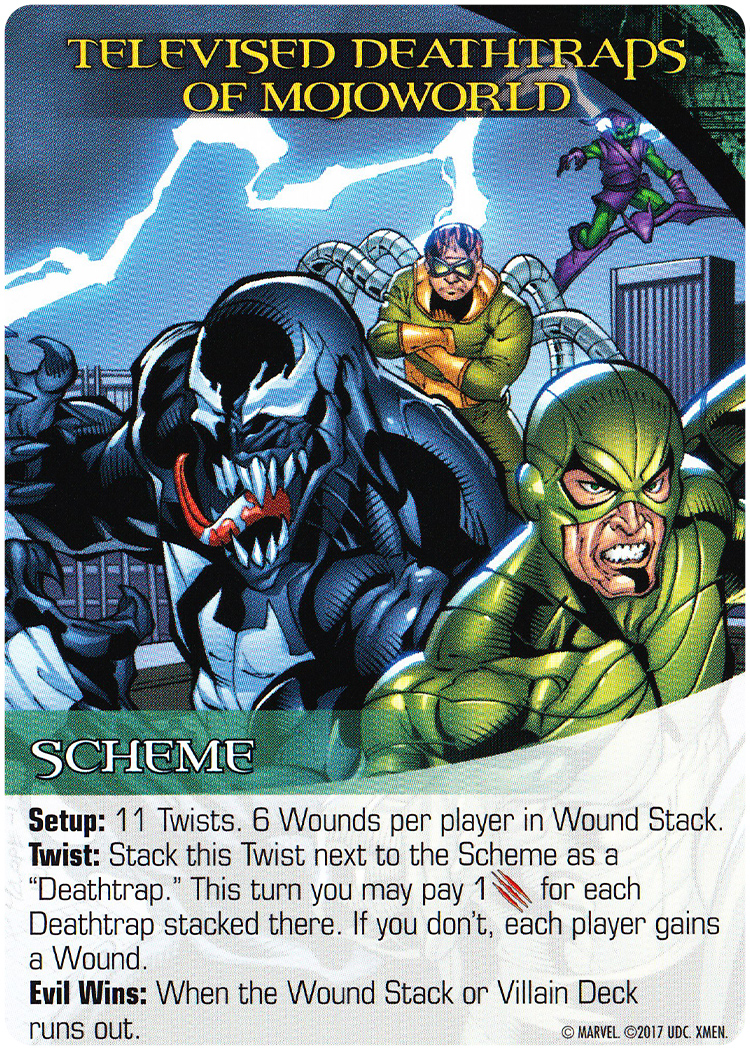 TELEVISED DEATHTRAPS
OF MOJOWORLD
SCHEME
Setup: 11 Twists. 6 Wounds per player in Wound Stack.
Twist: Stack this Twist next to the Scheme as a
“Deathtrap.” This turn you may pay 1 for each
Deathtrap stacked there. If you don’t, each player gains
a Wound.
Evil Wins: When the Wound Stack or Villain Deck
runs out.
© MARVEL. ©2017 UDC. XMEN.